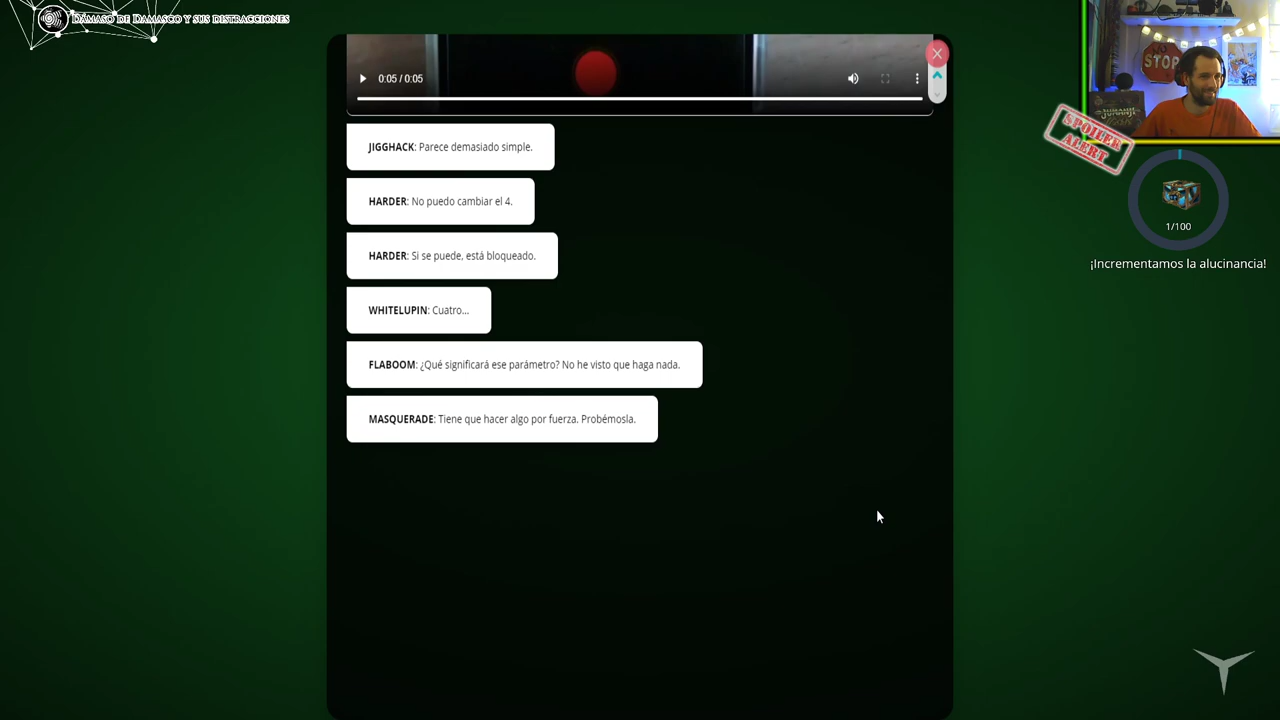 Dámaso de Damasco y sus distracciones
STOP
JUMANJI
SPOILER ALERT
0:05 / 0:05
JIGGHACK: Parece demasiado simple.
HARDER: No puedo cambiar el 4.
1/100
HARDER: Si se puede, está bloqueado.
¡Incrementamos la alucinancia!
WHITELUPIN: Cuatro...
FLABOOM: ¿Qué significará ese parámetro? No he visto que haga nada.
MASQUERADE: Tiene que hacer algo por fuerza. Probémosla.